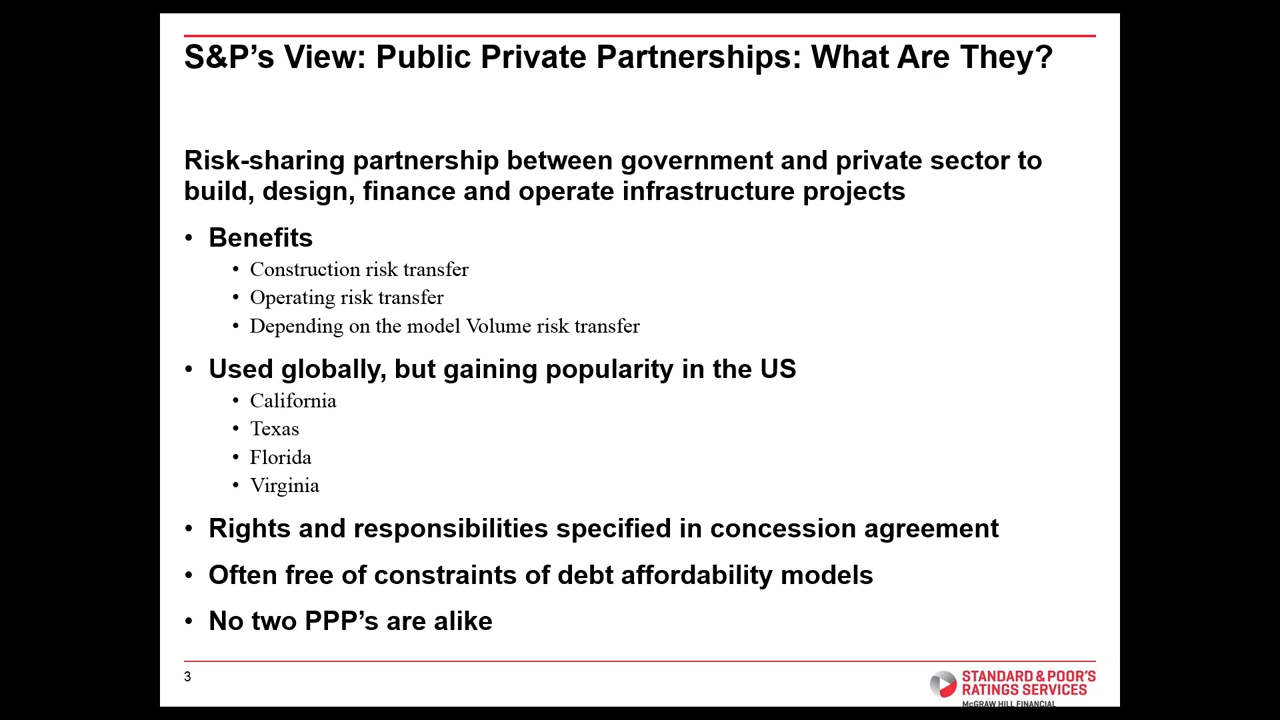 S&P’s View: Public Private Partnerships: What Are They?
Risk-sharing partnership between government and private sector to
build, design, finance and operate infrastructure projects
• Benefits
• Construction risk transfer
• Operating risk transfer
• Depending on the model Volume risk transfer
• Used globally, but gaining popularity in the US
• California
• Texas
• Florida
• Virginia
• Rights and responsibilities specified in concession agreement
• Often free of constraints of debt affordability models
• No two PPP’s are alike
3
STANDARD & POOR’S
RATINGS SERVICES
McGRAW HILL FINANCIAL